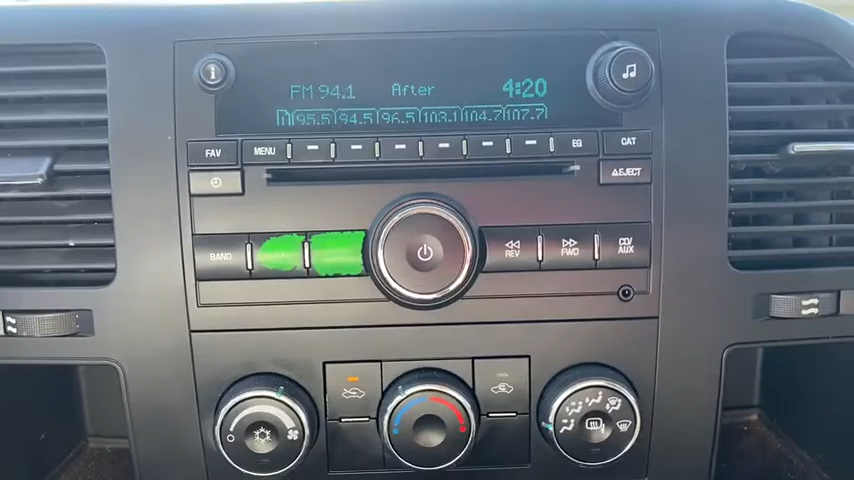 FM 94.1 After 4:20
95.5 94.5 96.5 103.1 104.7 107.7
FAV MENU EQ CAT
EJECT
BAND REV FWD CD/AUX